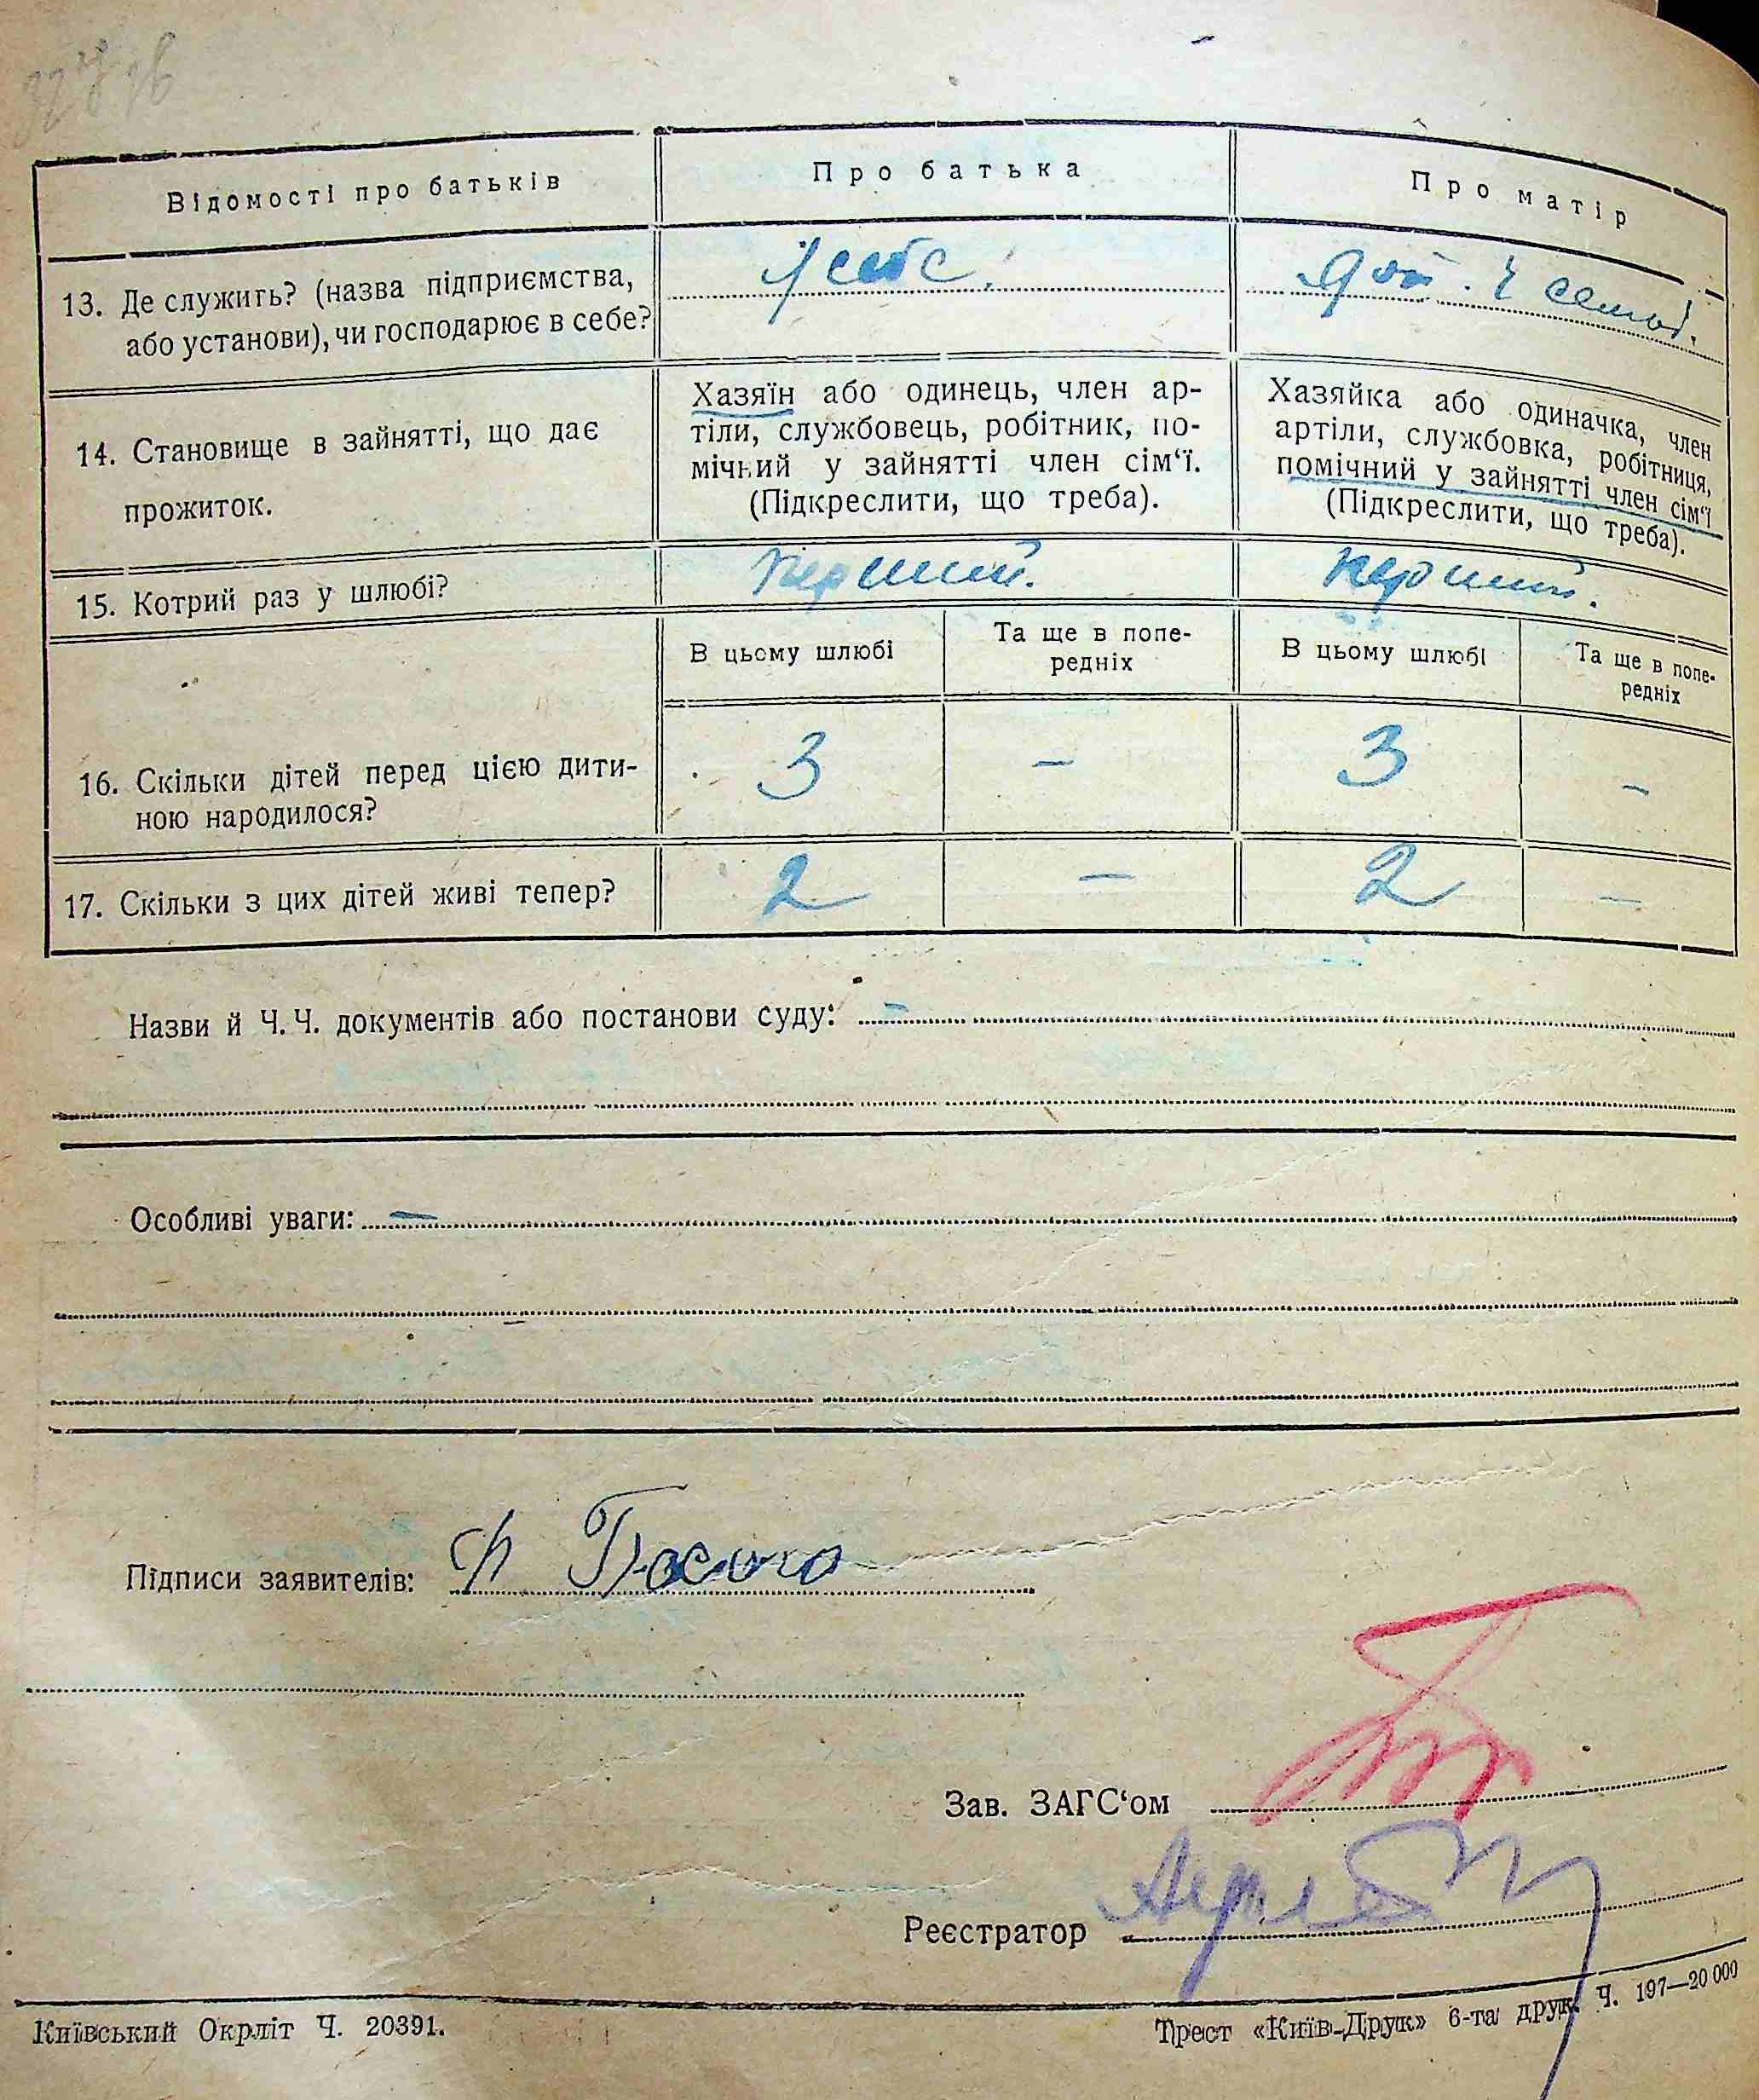 Відомості про батьків
Про батька
Про матір
13. Де служить? (назва підприємства,
або установи), чи господарює в себе?
У себе.
Дом. У семьї.
14. Становище в зайнятті, що дає
прожиток.
Хазяїн або одинець, член ар-
тіли, службовець, робітник, по-
мічний у зайнятті член сім‘ї.
(Підкреслити, що треба).
Хазяйка або одиначка, член
артіли, службовка, робітниця,
помічний у зайнятті член сім‘ї
(Підкреслити, що треба).
15. Котрий раз у шлюбі?
Перший.
Перший.
В цьому шлюбі
Та ще в попе-
редніх
В цьому шлюбі
Та ще в попе-
редніх
16. Скільки дітей перед цією дити-
ною народилося?
3 – 3 –
17. Скільки з цих дітей живі тепер?
2 – 2 –
Назви й Ч. Ч. документів або постанови суду: –
Особливі уваги: –
Підписи заявителів:
Зав. ЗАГС‘ом
Реєстратор
Київський Окрліт Ч. 20391.
Трест «Київ-Друк» 6-та друк. Ч. 197—20 000